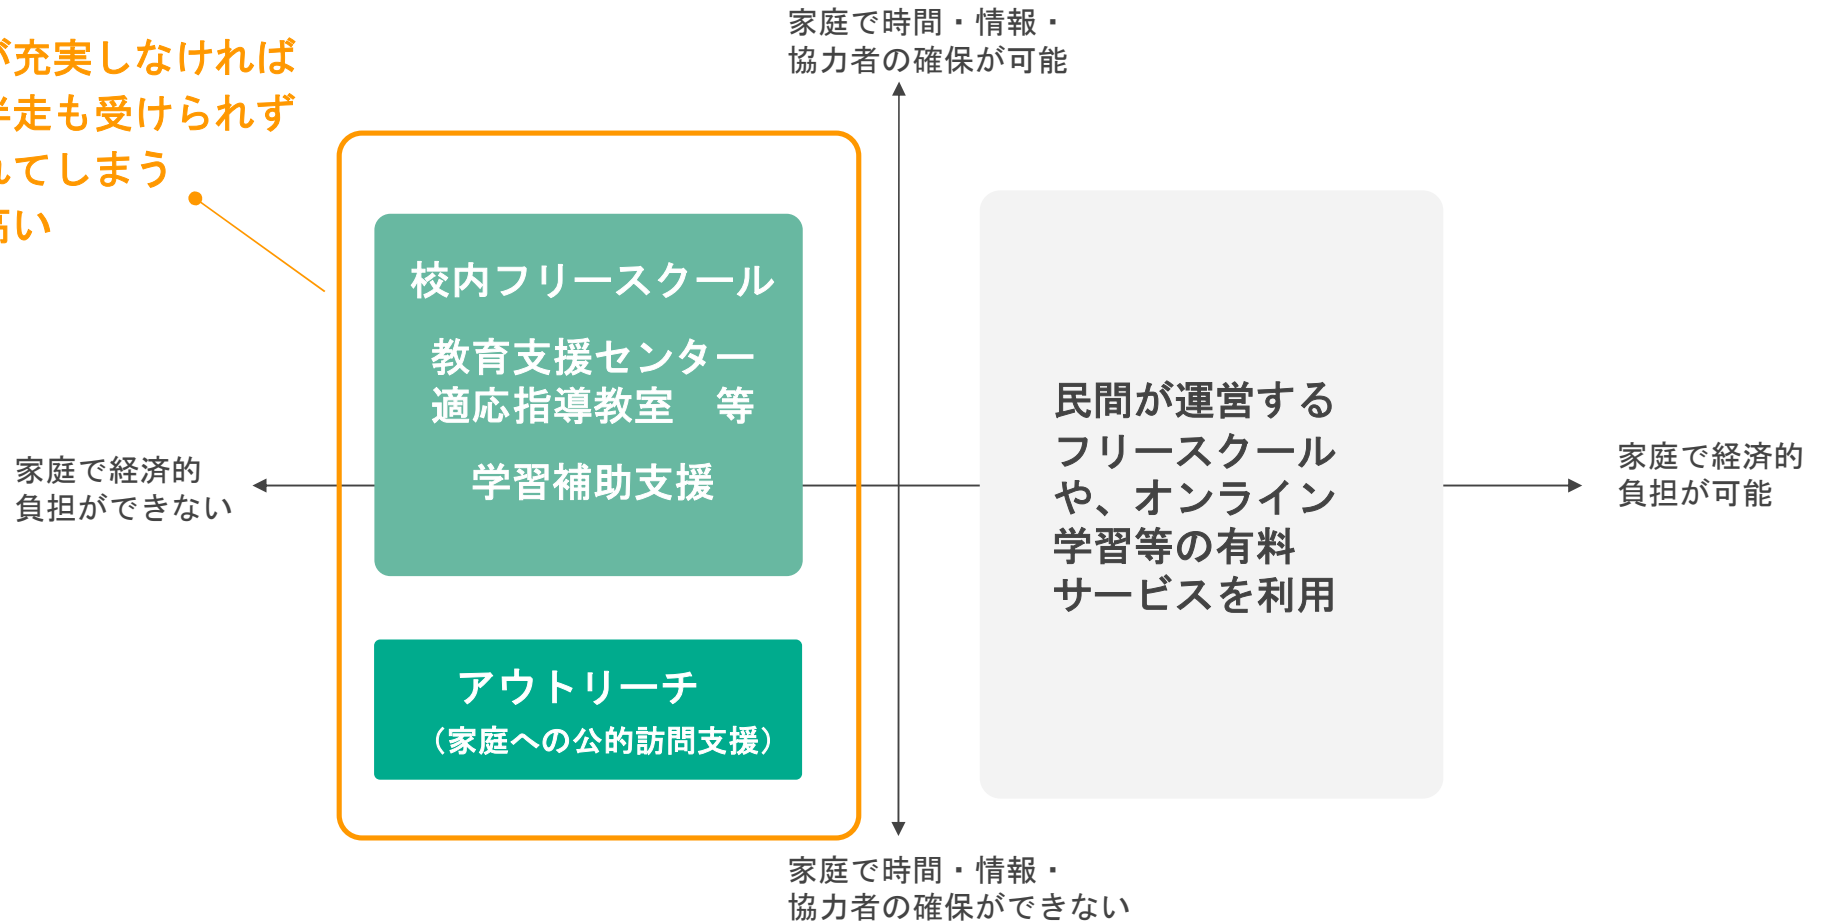 家庭で時間・情報・
協力者の確保が可能
が充実しなければ
伴走も受けられず
れてしまう
高い
校内フリースクール
教育支援センター
適応指導教室　等
学習補助支援
アウトリーチ
（家庭への公的訪問支援）
家庭で経済的
負担ができない
民間が運営する
フリースクール
や、オンライン
学習等の有料
サービスを利用
家庭で経済的
負担が可能
家庭で時間・情報・
協力者の確保ができない